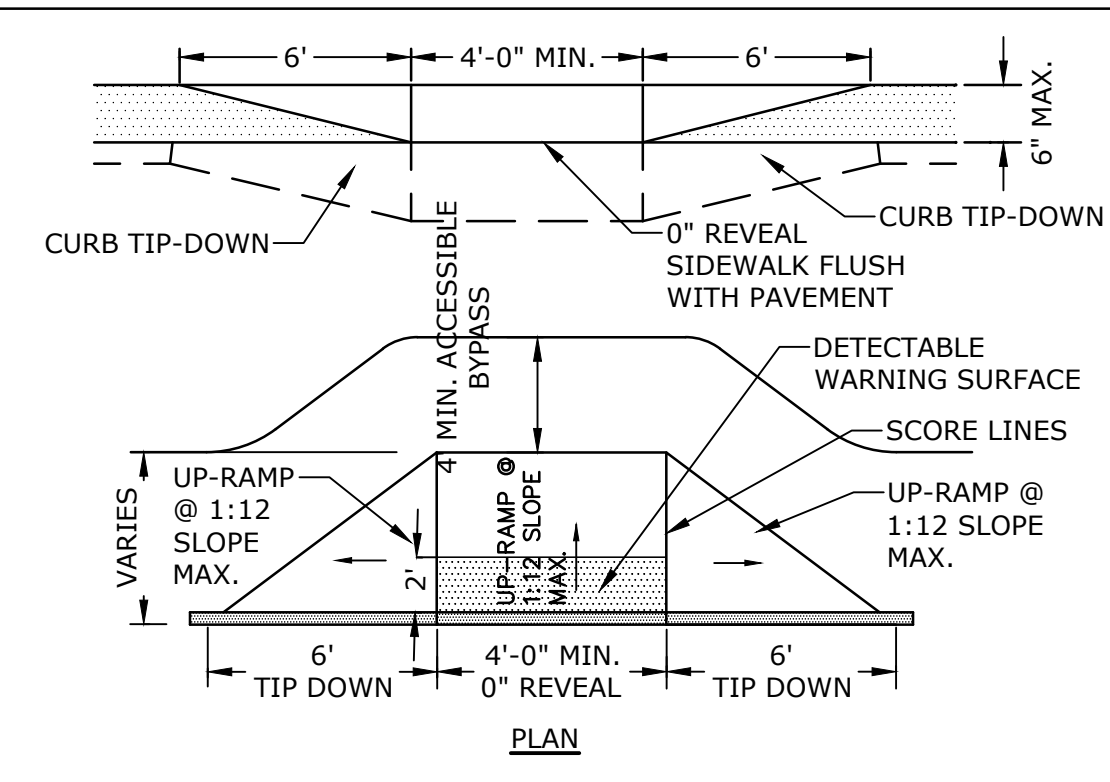 6'
4'-0" MIN.
6'
6" MAX.
CURB TIP-DOWN
CURB TIP-DOWN
0" REVEAL
SIDEWALK FLUSH
WITH PAVEMENT
4 MIN. ACCESSIBLE
BYPASS
DETECTABLE
WARNING SURFACE
SCORE LINES
VARIES
UP-RAMP
@ 1:12
SLOPE
MAX.
2'
UP-RAMP @
1:12 SLOPE
MAX.
UP-RAMP @
1:12 SLOPE
MAX.
6'
TIP DOWN
4'-0" MIN.
0" REVEAL
6'
TIP DOWN
PLAN